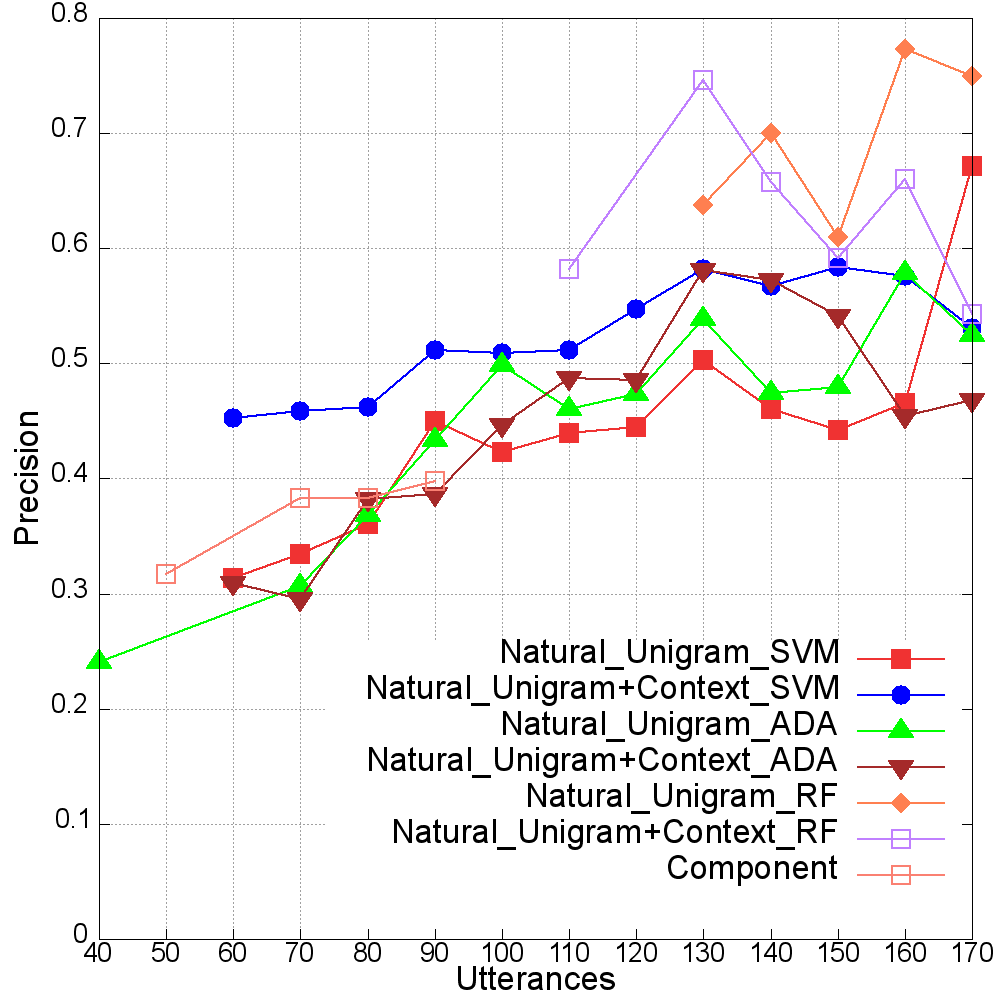 0.8
0.7
0.6
0.5
0.4
0.3
0.2
0.1
0
Precision
Natural_Unigram_SVM
Natural_Unigram+Context_SVM
Natural_Unigram_ADA
Natural_Unigram+Context_ADA
Natural_Unigram_RF
Natural_Unigram+Context_RF
Component
40 50 60 70 80 90 100 110 120 130 140 150 160 170
Utterances